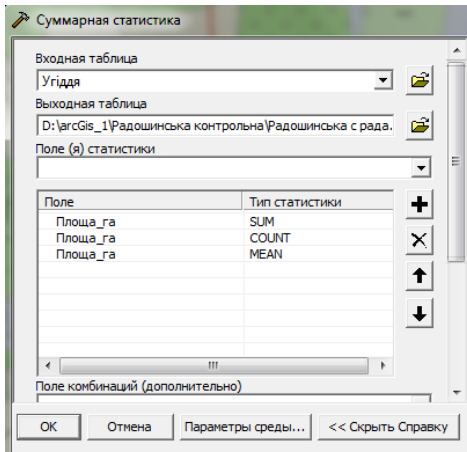 Суммарная статистика
Входная таблица
Угіддя
Выходная таблица
D:\arcGis_1\Радошинська контрольна\Радошинська с рада.
Поле (я) статистики
Поле Тип статистики
Площа_га SUM
Площа_га COUNT
Площа_га MEAN
Поле комбинаций (дополнительно)
OK Отмена Параметры среды... << Скрыть Справку